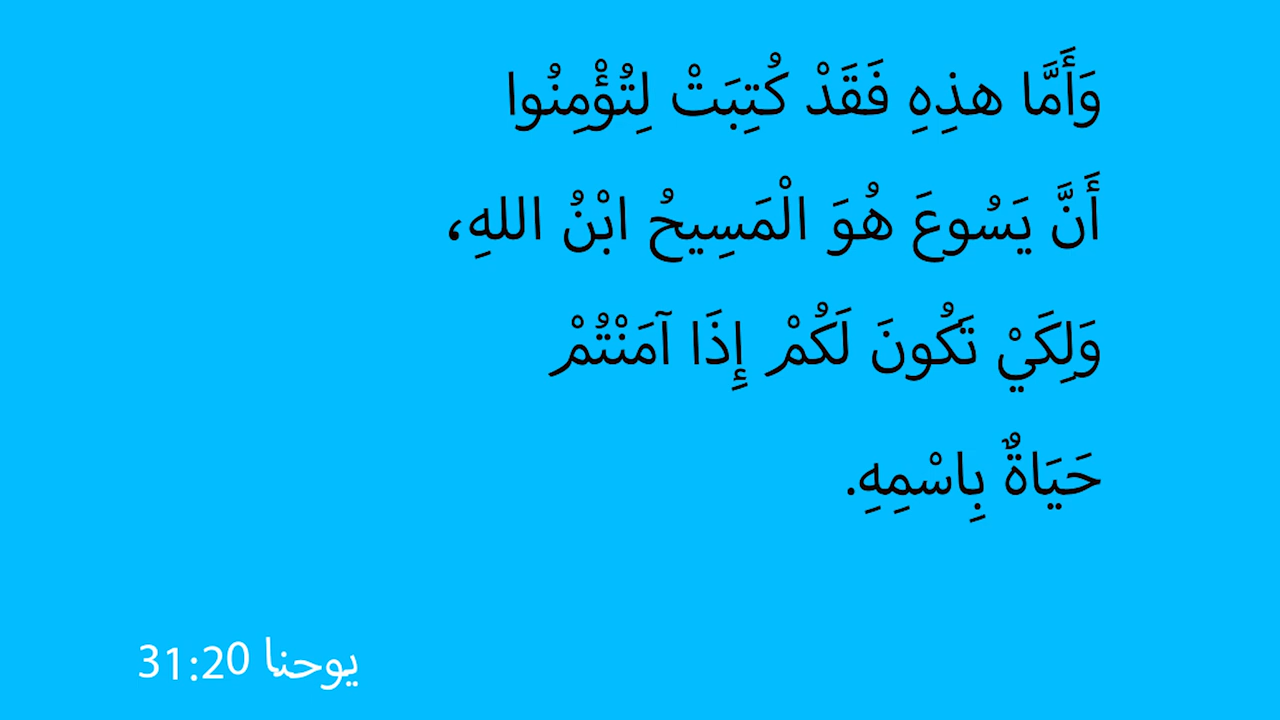 وَأَمَّا هذِهِ فَقَدْ كُتِبَتْ لِتُؤْمِنُوا
أَنَّ يَسُوعَ هُوَ الْمَسِيحُ ابْنُ اللهِ،
وَلِكَيْ تَكُونَ لَكُمْ إِذَا آمَنْتُمْ
حَيَاةٌ بِاسْمِهِ.
يوحنا 31:20